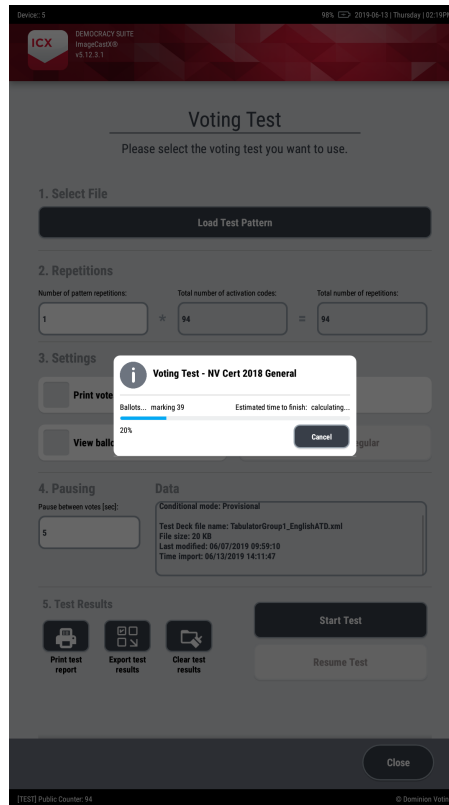 Device:: 5
98% 2019-06-13 | Thursday | 02:19PM
ICX
DEMOCRACY SUITE
ImageCastX®
v5.12.3.1
Voting Test
Please select the voting test you want to use.
1. Select File
Load Test Pattern
2. Repetitions
Number of pattern repetitions:
Total number of activation codes:
Total number of repetitions:
1 * 94 = 94
3. Settings
i
Voting Test - NV Cert 2018 General
Print vote
Ballots... marking 39
Estimated time to finish: calculating...
20%
Cancel
View ballo
gular
4. Pausing
Data
Pause between votes [sec]:
Conditional mode: Provisional
5
Test Deck file name: TabulatorGroup1_EnglishATD.xml
File size: 20 KB
Last modified: 06/07/2019 09:59:10
Time import: 06/13/2019 14:11:47
5. Test Results
Start Test
Print test
report
Export test
results
Clear test
results
Resume Test
Close
[TEST] Public Counter: 94
© Dominion Votin